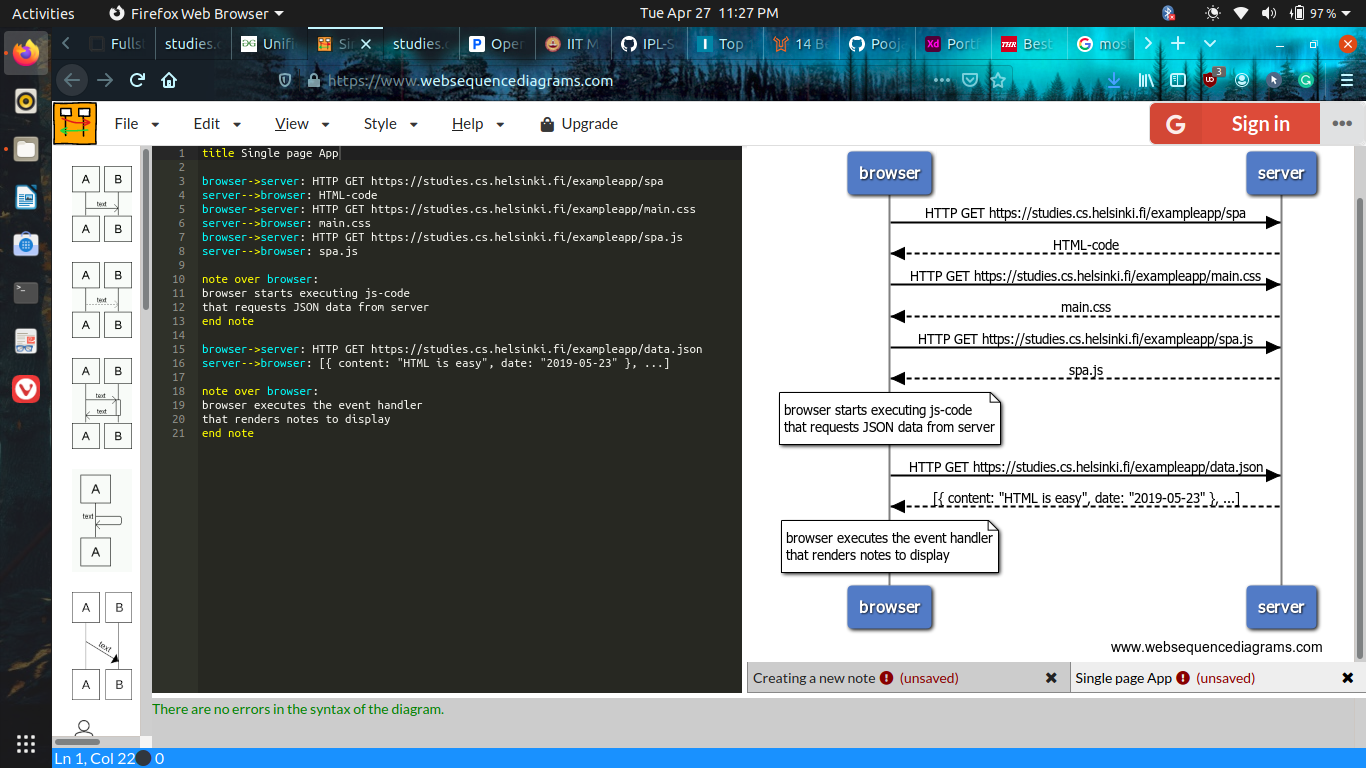 Activities
Firefox Web Browser
Tue Apr 27 11:27 PM
97 %
Fulls
studies.c
Unifi
Sin
studies.c
Oper
IIT M
IPL-S
Top
14 Be
Pooj
Xd Port
THR Best
mos
https://www.websequencediagrams.com
3
File
Edit
View
Style
Help
Upgrade
G Sign in
A B
text
A B
A B
text
A B
A B
text
text
A B
A
text
A
A B
text
A B
1 title Single page App
2
3 browser->server: HTTP GET https://studies.cs.helsinki.fi/exampleapp/spa
4 server-->browser: HTML-code
5 browser->server: HTTP GET https://studies.cs.helsinki.fi/exampleapp/main.css
6 server-->browser: main.css
7 browser->server: HTTP GET https://studies.cs.helsinki.fi/exampleapp/spa.js
8 server-->browser: spa.js
9
10 note over browser:
11 browser starts executing js-code
12 that requests JSON data from server
13 end note
14
15 browser->server: HTTP GET https://studies.cs.helsinki.fi/exampleapp/data.json
16 server-->browser: [{ content: "HTML is easy", date: "2019-05-23" }, ...]
17
18 note over browser:
19 browser executes the event handler
20 that renders notes to display
21 end note
browser
server
HTTP GET https://studies.cs.helsinki.fi/exampleapp/spa
HTML-code
HTTP GET https://studies.cs.helsinki.fi/exampleapp/main.css
main.css
HTTP GET https://studies.cs.helsinki.fi/exampleapp/spa.js
spa.js
browser starts executing js-code
that requests JSON data from server
HTTP GET https://studies.cs.helsinki.fi/exampleapp/data.json
[{ content: "HTML is easy", date: "2019-05-23" }, ...]
browser executes the event handler
that renders notes to display
browser
server
www.websequencediagrams.com
Creating a new note (unsaved)
Single page App (unsaved)
There are no errors in the syntax of the diagram.
Ln 1, Col 22 0